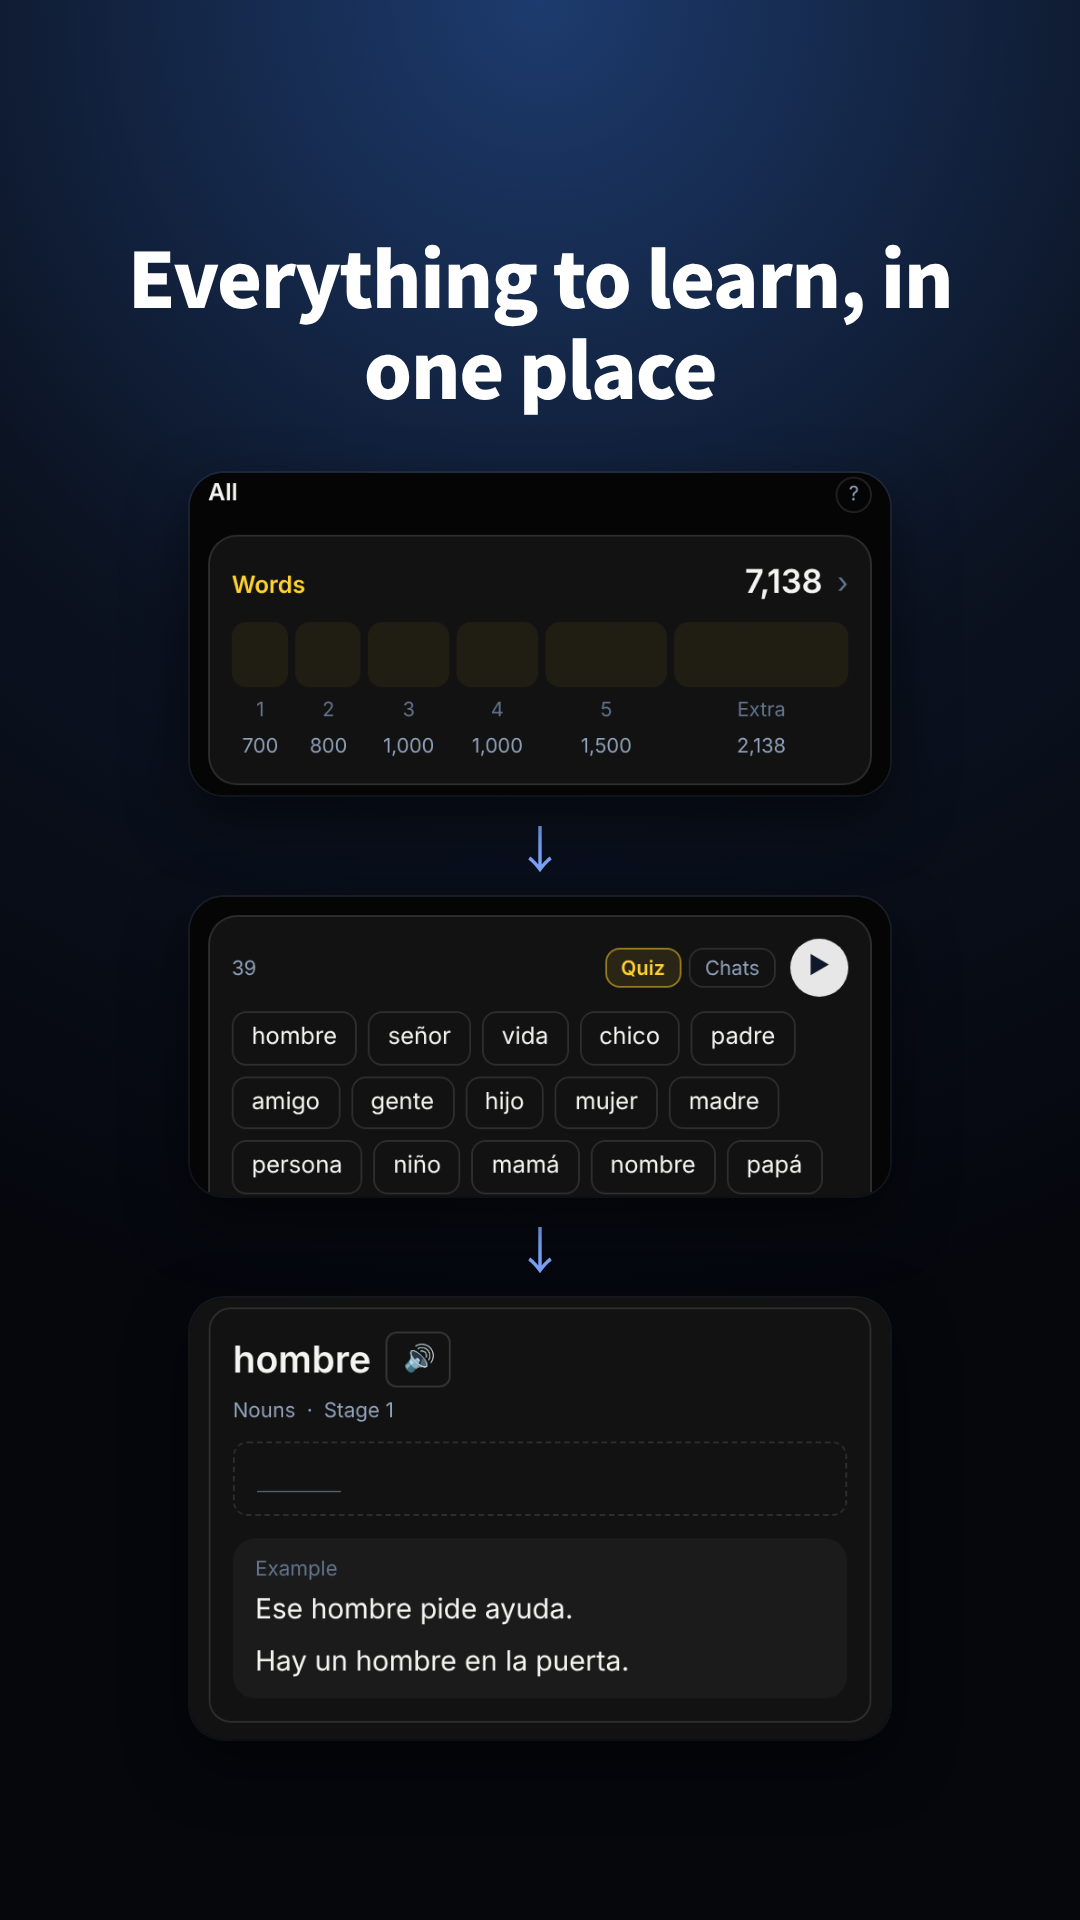 Everything to learn, in
one place
All
?
Words 7,138 ›
1 2 3 4 5 Extra
700 800 1,000 1,000 1,500 2,138
39 Quiz Chats
hombre señor vida chico padre
amigo gente hijo mujer madre
persona niño mamá nombre papá
hombre
Nouns · Stage 1
Example
Ese hombre pide ayuda.
Hay un hombre en la puerta.